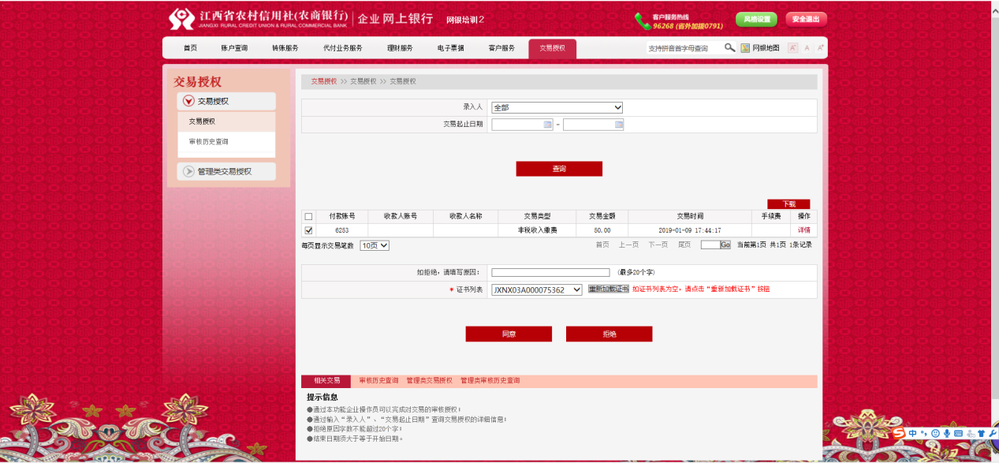 江西省农村信用社(农商银行) 企业网上银行 网银培训2
JIANGXI RURAL CREDIT UNION & RURAL COMMERCIAL BANK
客户服务热线
96268 (省外加拨0791)
风格设置 安全退出
首页 账户查询 转账服务 代付业务服务 理财服务 电子票据 客户服务 交易授权 支持拼音首字母查询 网银地图 A⁻ A A⁺
交易授权
交易授权
交易授权
审核历史查询
管理类交易授权
交易授权 >> 交易授权 >> 交易授权
录入人 全部
交易起止日期 -
查询
下载
付款账号 收款人账号 收款人名称 交易类型 交易金额 交易时间 手续费 操作
6253 非税收入缴费 50.00 2019-01-09 17:44:17 详情
每页显示交易笔数 10页 首页 上一页 下一页 尾页 Go 当前第1页 共1页 1条记录
如拒绝，请填写原因： (最多20个字)
* 证书列表 JXNX03A000075362 重新加载证书 如证书列表为空，请点击“重新加载证书”按钮
同意 拒绝
相关交易 审核历史查询 管理类交易授权 管理类审核历史查询
提示信息
●通过本功能企业操作员可以完成对交易的审核授权；
●通过输入“录入人”、“交易起止日期”查询交易授权的详细信息；
●拒绝原因字数不能超过20个字；
●结束日期须大于等于开始日期。
中